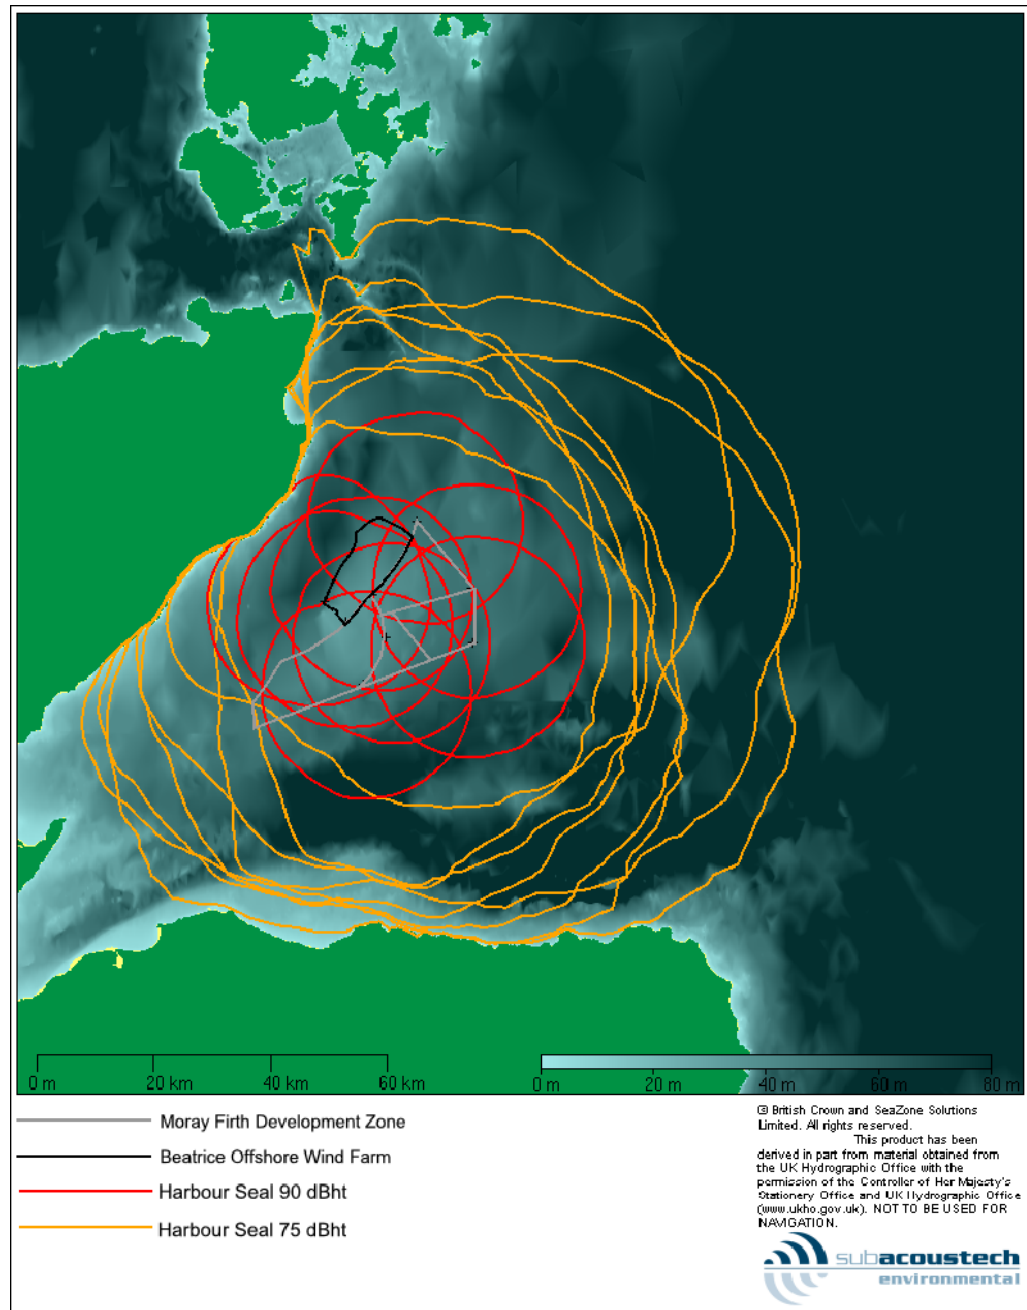 0 m 20 km 40 km 60 km
0 m 20 m 40 m 60 m 80 m
Moray Firth Development Zone
Beatrice Offshore Wind Farm
Harbour Seal 90 dBht
Harbour Seal 75 dBht
© British Crown and SeaZone Solutions
Limited. All rights reserved.
This product has been
derived in part from material obtained from
the UK Hydrographic Office with the
permission of the Controller of Her Majesty's
Stationery Office and UK Hydrographic Office
(www.ukho.gov.uk). NOT TO BE USED FOR
NAVIGATION.
subacoustech
environmental